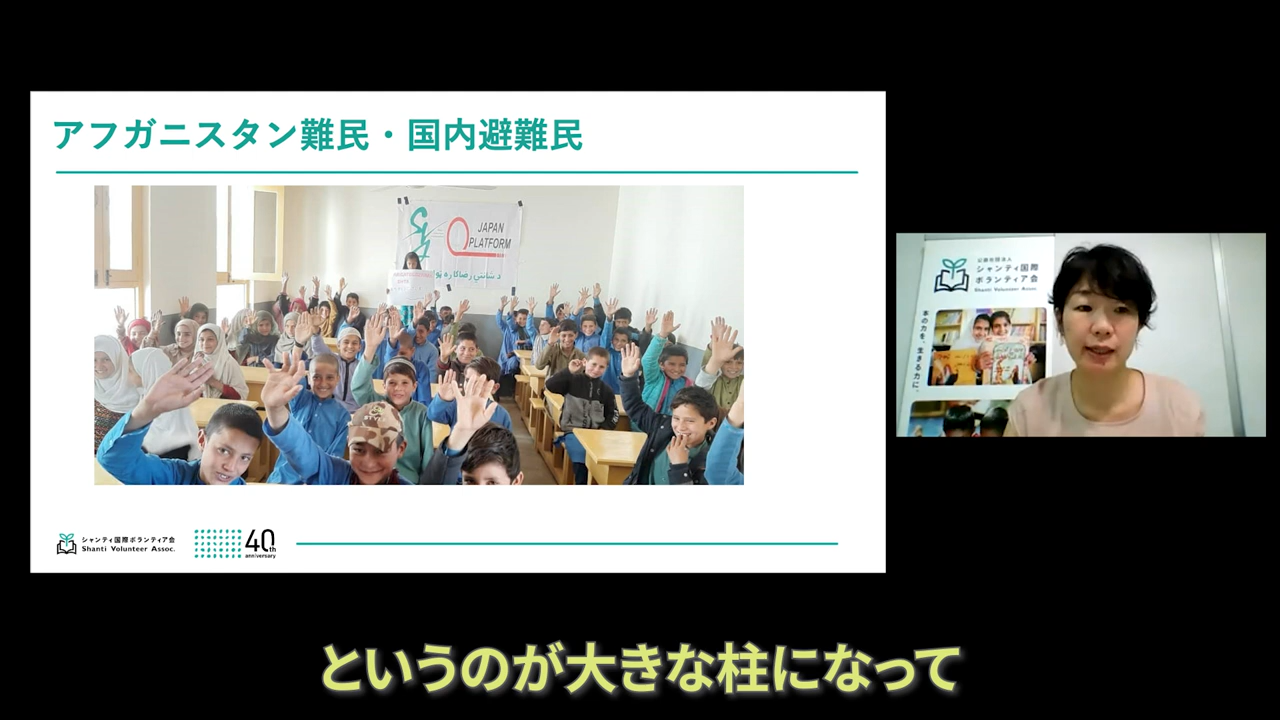 アフガニスタン難民・国内避難民
SVA
JAPAN
PLATFORM
シャンティ国際ボランティア会
Shanti Volunteer Assoc.
40th
anniversary
公益社団法人
シャンティ国際
ボランティア会
Shanti Volunteer Assoc.
本の力を、生きる力に。
というのが大きな柱になって